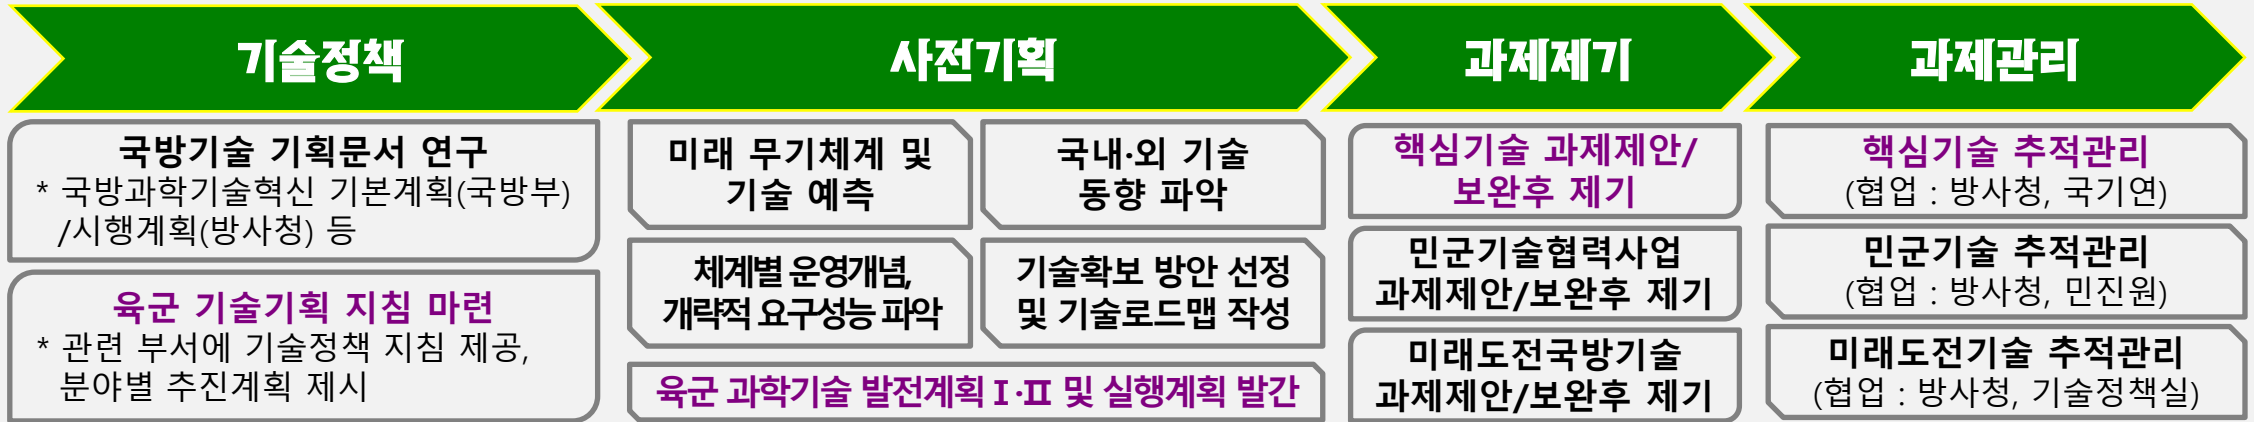 기술정책
사전기획
과제제기
과제관리
국방기술 기획문서 연구
* 국방과학기술혁신 기본계획(국방부)
/시행계획(방사청) 등
육군 기술기획 지침 마련
* 관련 부서에 기술정책 지침 제공,
분야별 추진계획 제시
미래 무기체계 및
기술 예측
국내·외 기술
동향 파악
체계별 운영개념,
개략적 요구성능 파악
기술확보 방안 선정
및 기술로드맵 작성
육군 과학기술 발전계획 Ⅰ·Ⅱ 및 실행계획 발간
핵심기술 과제제안/
보완후 제기
민군기술협력사업
과제제안/보완후 제기
미래도전국방기술
과제제안/보완후 제기
핵심기술 추적관리
(협업 : 방사청, 국기연)
민군기술 추적관리
(협업 : 방사청, 민진원)
미래도전기술 추적관리
(협업 : 방사청, 기술정책실)